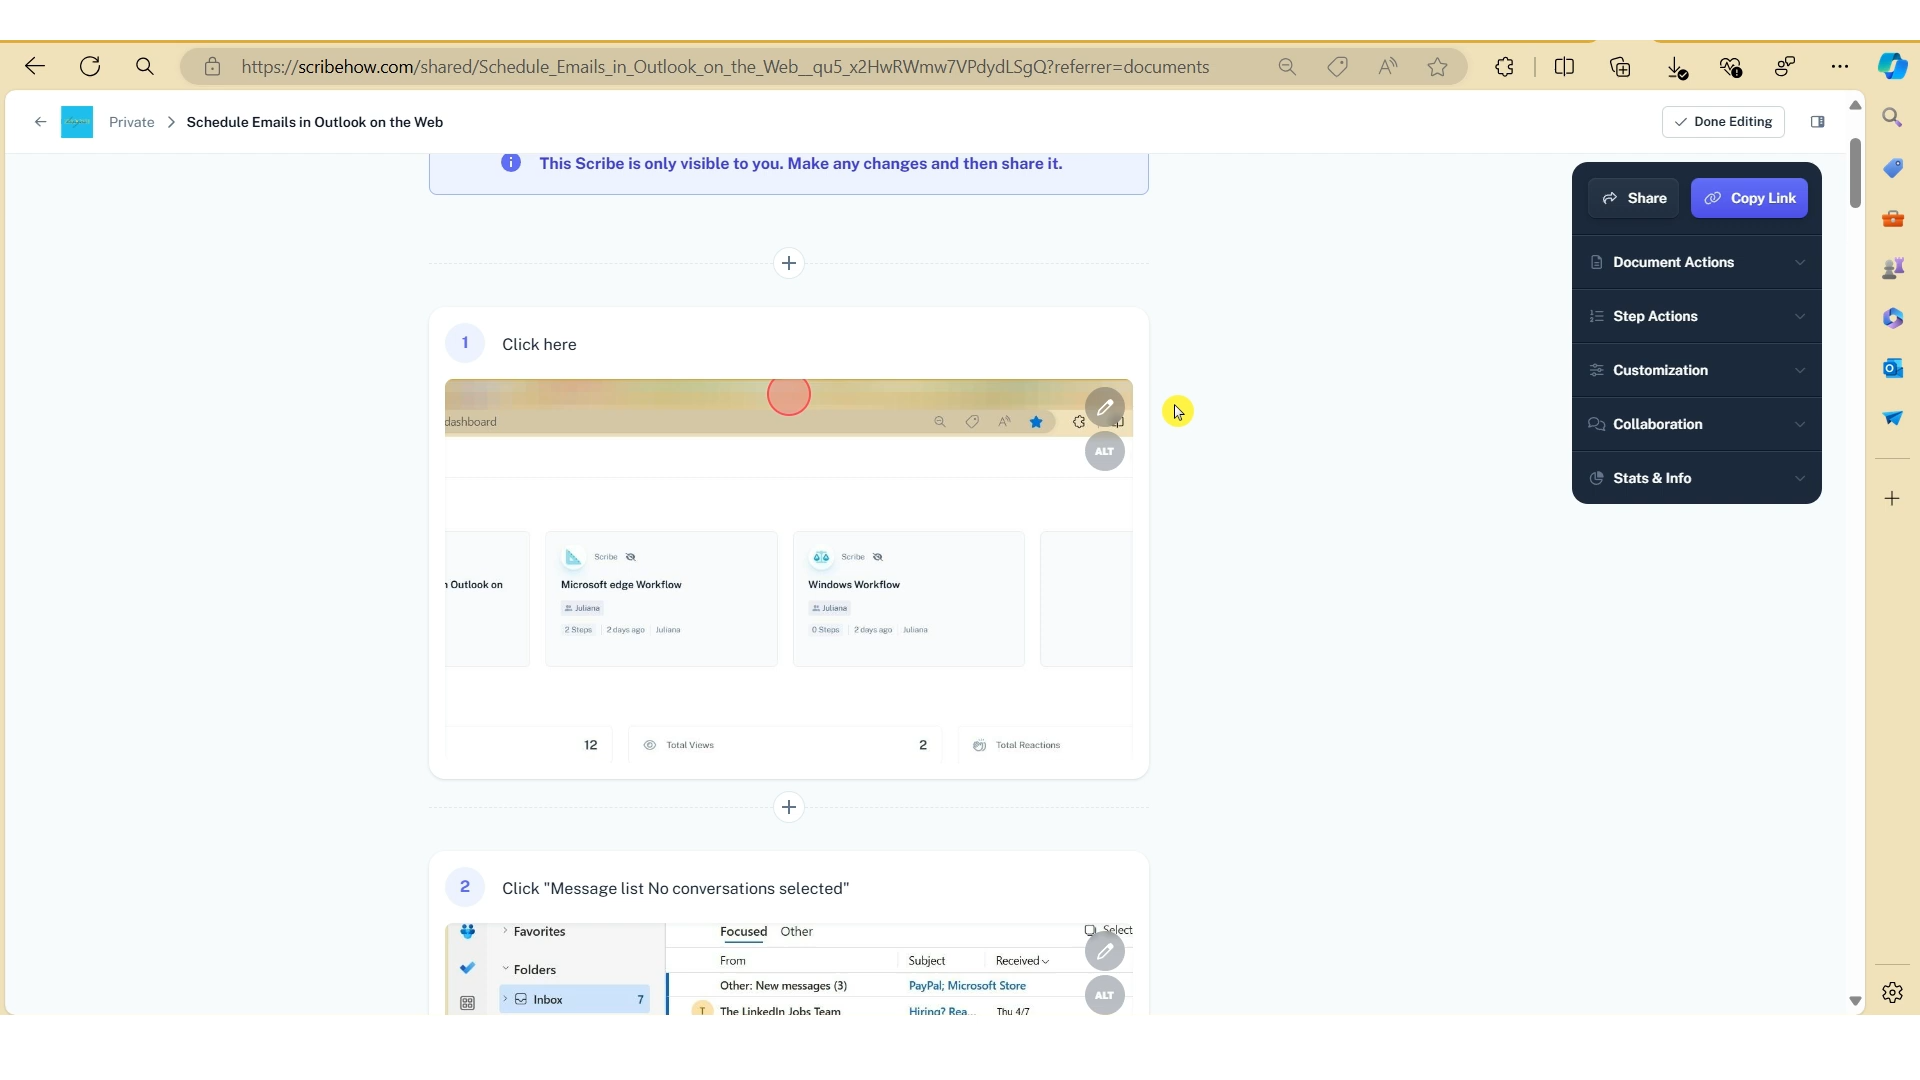 https://scribehow.com/shared/Schedule_Emails_in_Outlook_on_the_Web__qu5_x2HwRWmw7VPdydLSgQ?referrer=documents
Private > Schedule Emails in Outlook on the Web
Done Editing
This Scribe is only visible to you. Make any changes and then share it.
Share
Copy Link
Document Actions
Step Actions
Customization
Collaboration
Stats & Info
1 Click here
dashboard
ALT
Scribe
Scribe
Outlook on
Microsoft edge Workflow
Windows Workflow
Juliana
Juliana
2 Steps 2 days ago Juliana
0 Steps 2 days ago Juliana
12
Total Views 2
Total Reactions
2 Click "Message list No conversations selected"
Favorites
Focused Other
Select
Folders
From Subject Received
Other: New messages (3) PayPal; Microsoft Store
ALT
Inbox 7
T The LinkedIn Jobs Team Hiring? Rea... Thu 4/7